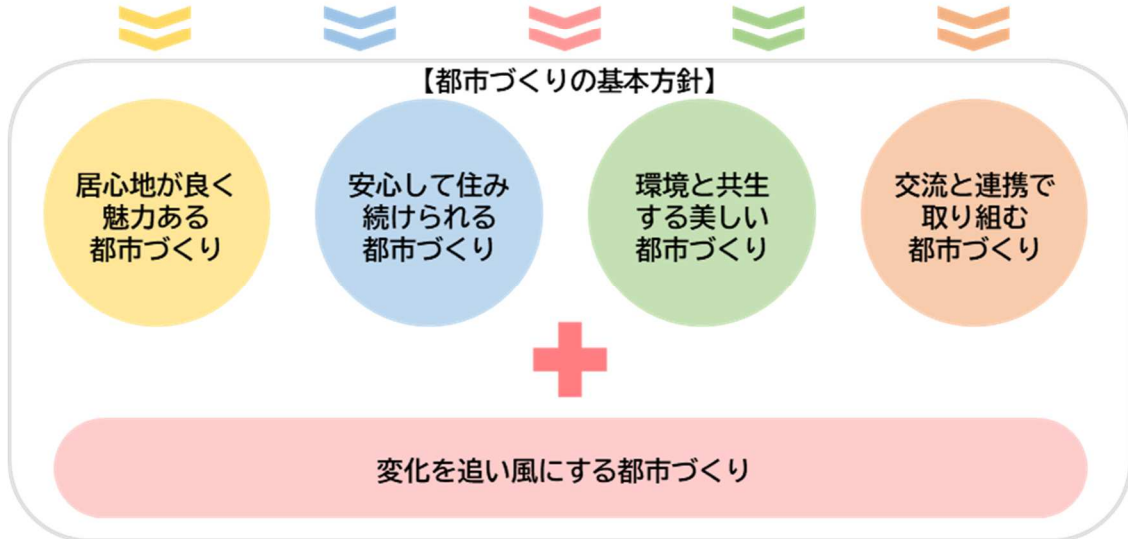 【都市づくりの基本方針】
居心地が良く
魅力ある
都市づくり
安心して住み
続けられる
都市づくり
環境と共生
する美しい
都市づくり
交流と連携で
取り組む
都市づくり
変化を追い風にする都市づくり